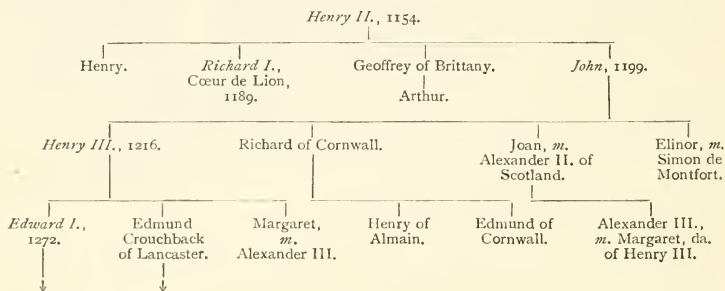 Henry II., 1154.
Henry.
Richard I.,
Cœur de Lion,
1189.
Geoffrey of Brittany.
Arthur.
John, 1199.
Henry III., 1216.
Richard of Cornwall.
Joan, m.
Alexander II. of
Scotland.
Elinor, m.
Simon de
Montfort.
Edward I.,
1272.
Edmund
Crouchback
of Lancaster.
Margaret,
m.
Alexander III.
Henry of
Almain.
Edmund of
Cornwall.
Alexander III.,
m. Margaret, da.
of Henry III.